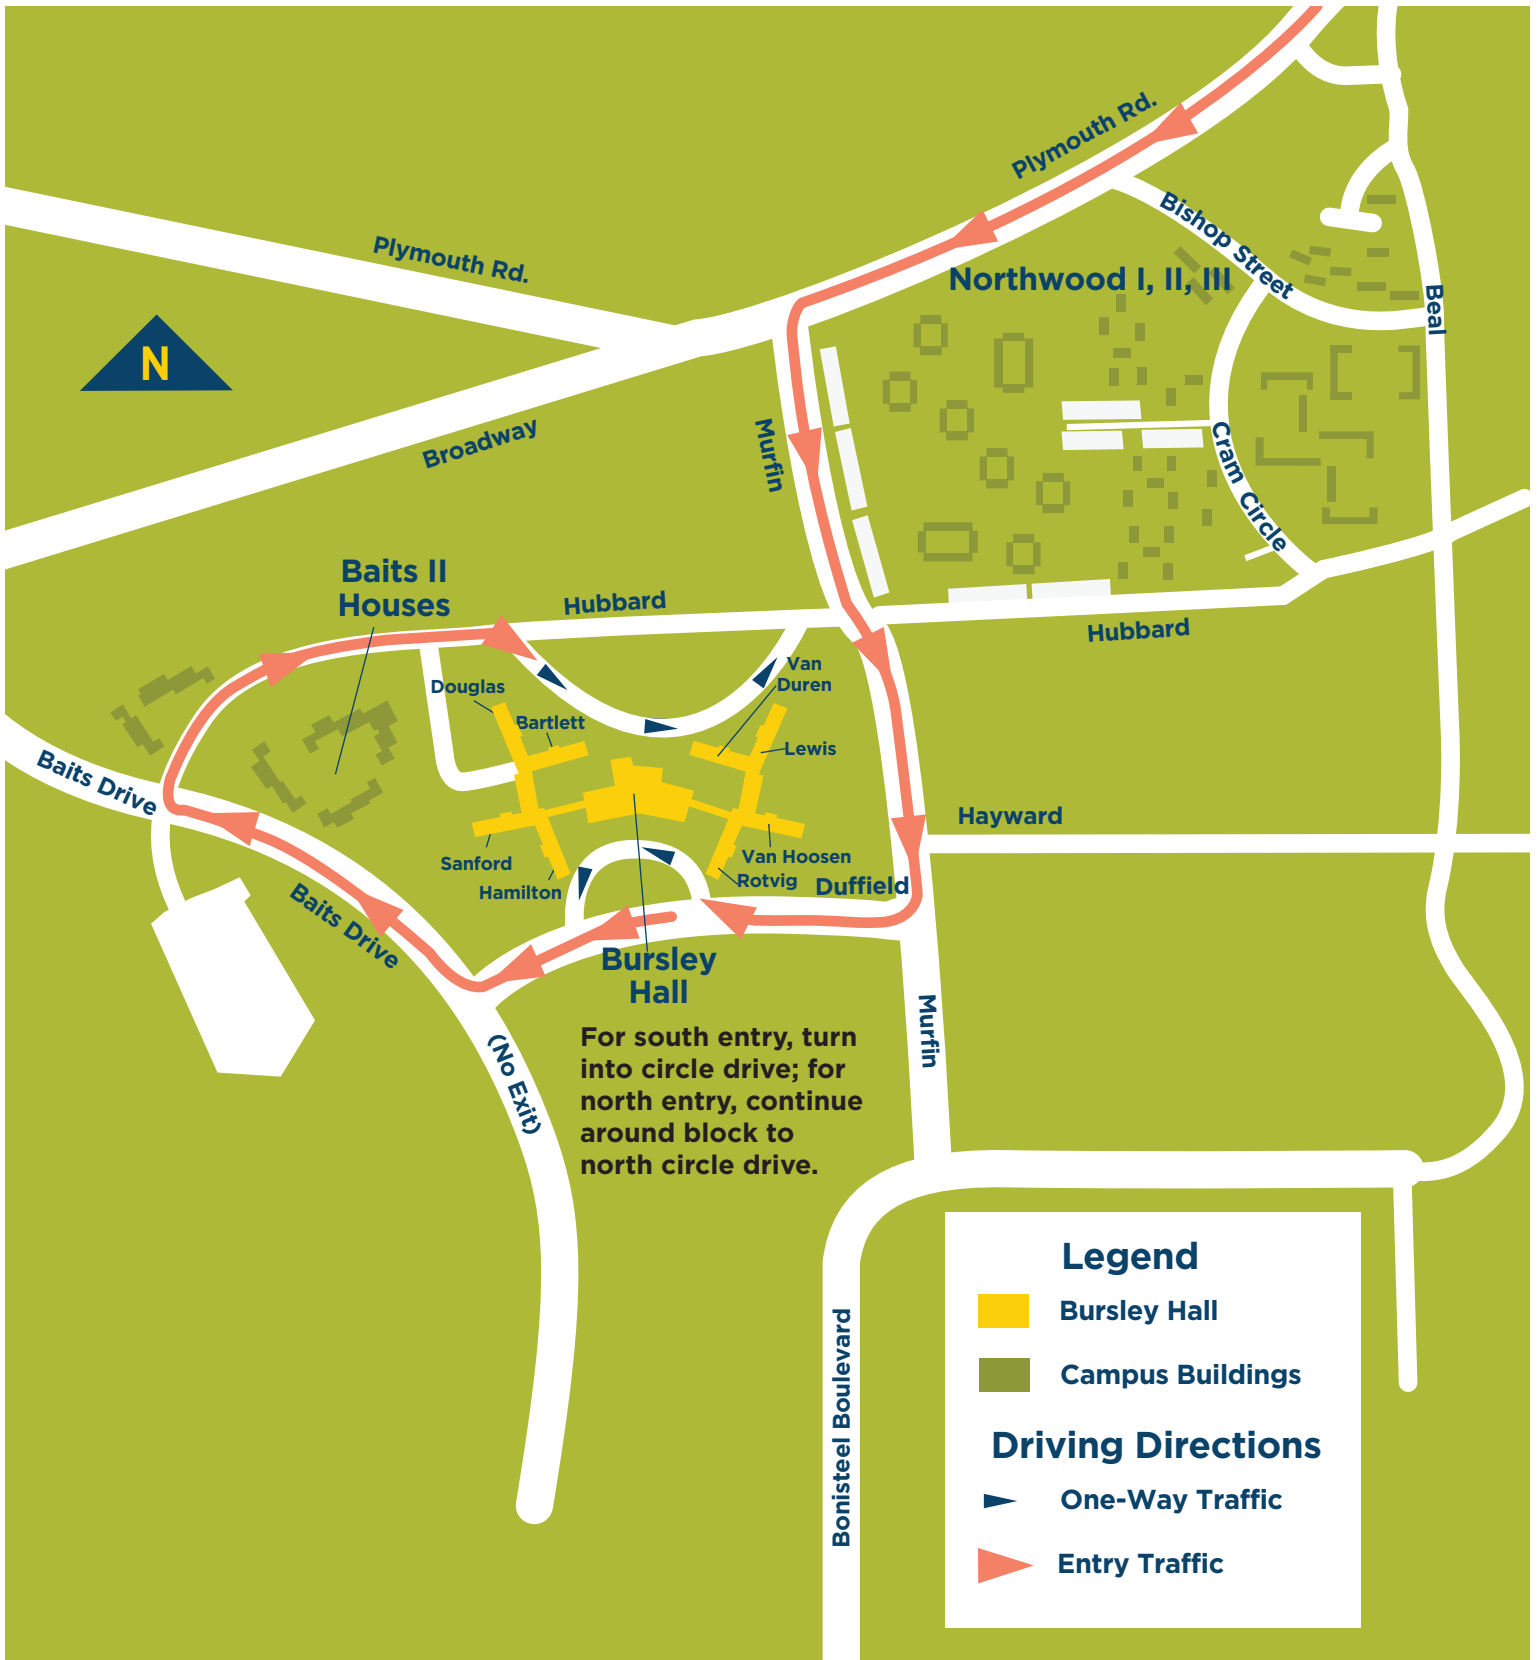 Plymouth Rd.
Bishop Street
Plymouth Rd.
Northwood I, II, III
Beal
N
Broadway
Murfin
Cram Circle
Baits II
Houses
Hubbard
Hubbard
Van
Duren
Douglas
Bartlett
Lewis
Baits Drive
Hayward
Sanford
Van Hoosen
Hamilton
Rotvig
Duffield
Baits Drive
Bursley
Hall
Murfin
(No Exit)
For south entry, turn
into circle drive; for
north entry, continue
around block to
north circle drive.
Bonisteel Boulevard
Legend
Bursley Hall
Campus Buildings
Driving Directions
One-Way Traffic
Entry Traffic